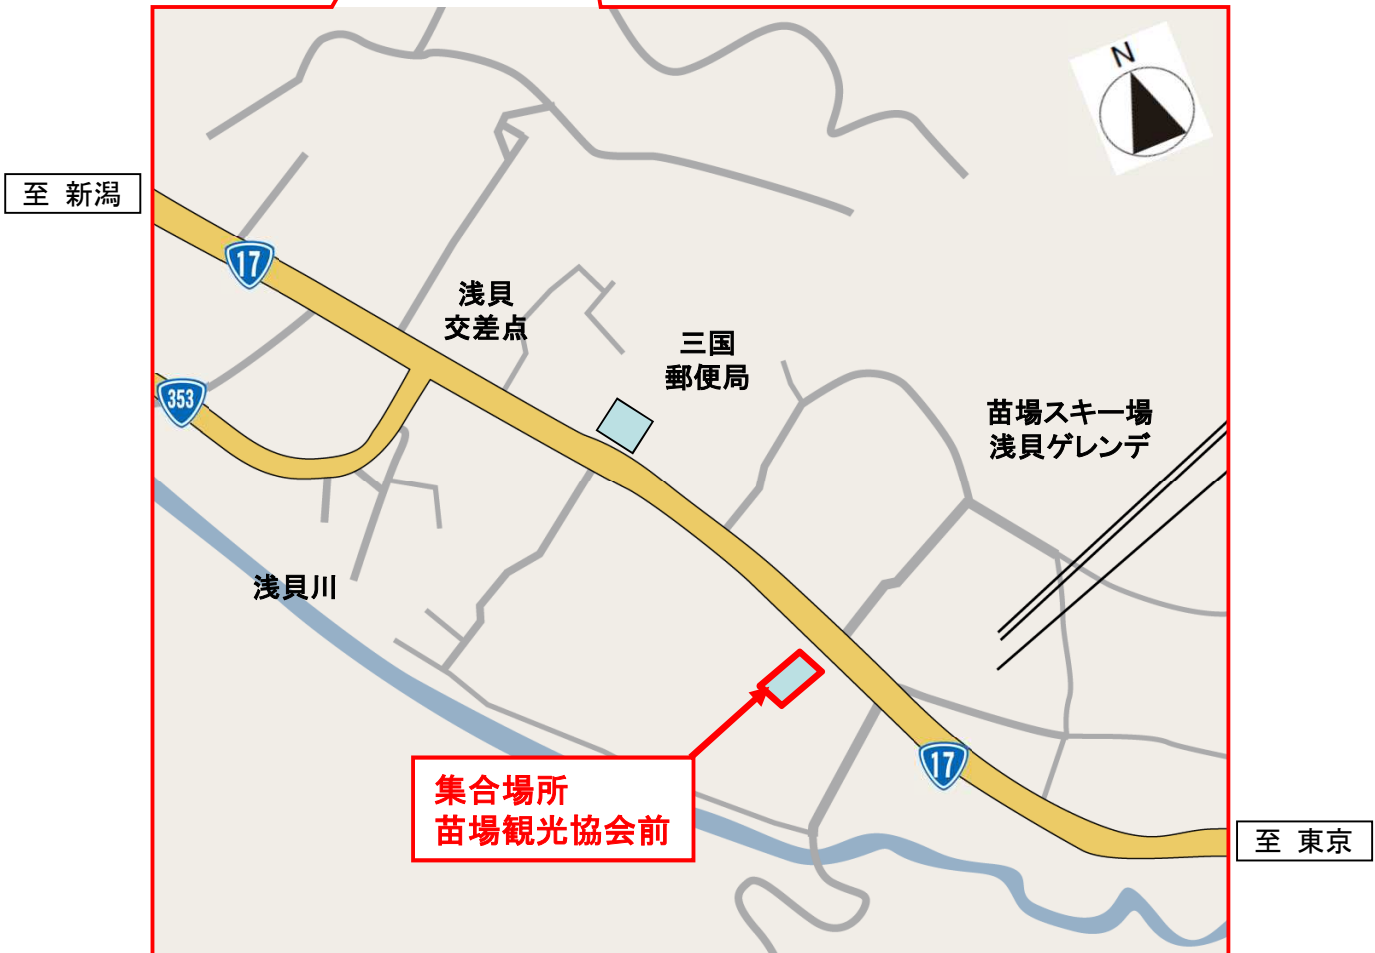 N
至 新潟
17
浅貝
交差点
三国
郵便局
353
苗場スキー場
浅貝ゲレンデ
浅貝川
17
集合場所
苗場観光協会前
至 東京